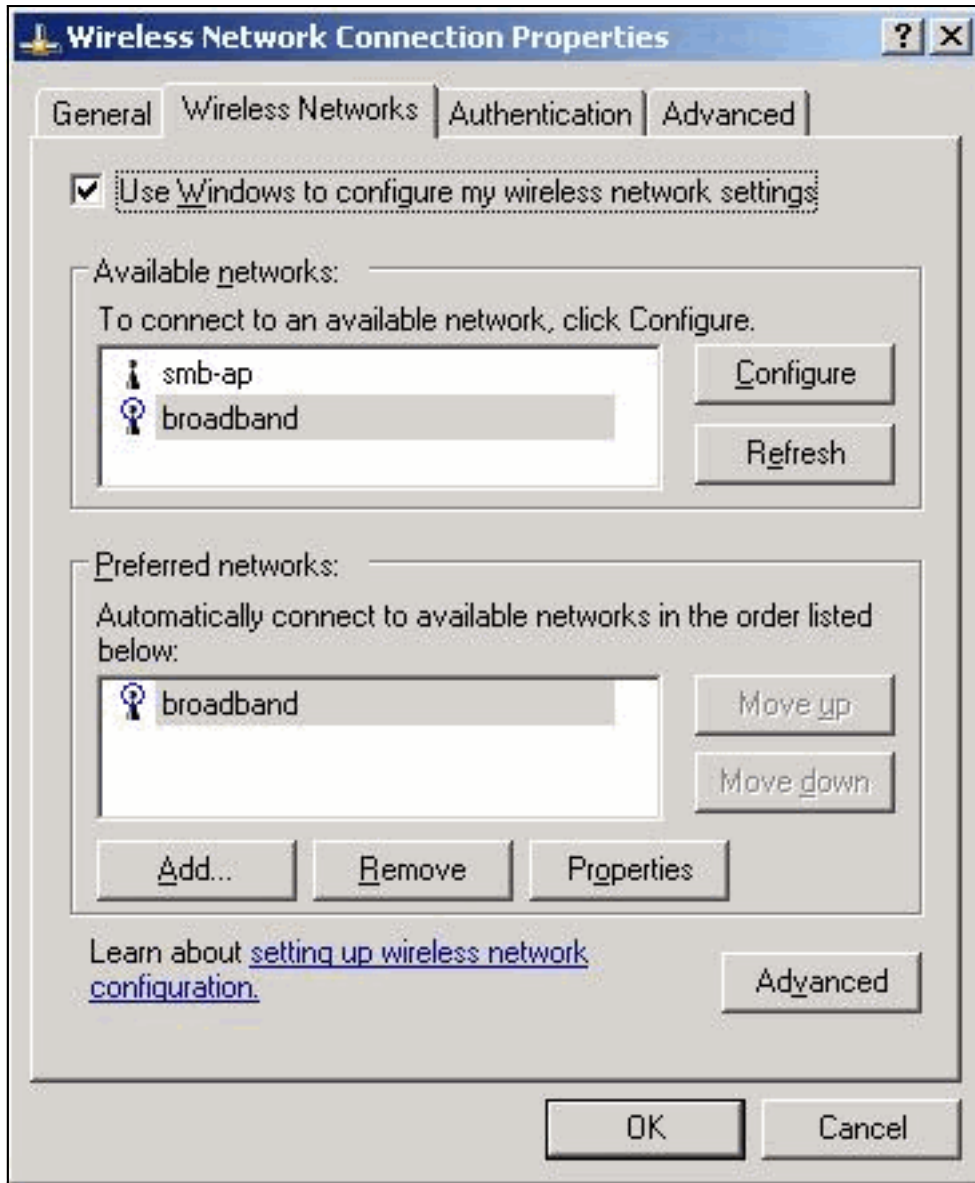 Wireless Network Connection Properties
General Wireless Networks Authentication Advanced
Use Windows to configure my wireless network settings
Available networks:
To connect to an available network, click Configure.
smb-ap
broadband
Configure
Refresh
Preferred networks:
Automatically connect to available networks in the order listed
below:
broadband
Move up
Move down
Add... Remove Properties
Learn about setting up wireless network
configuration.
Advanced
OK Cancel